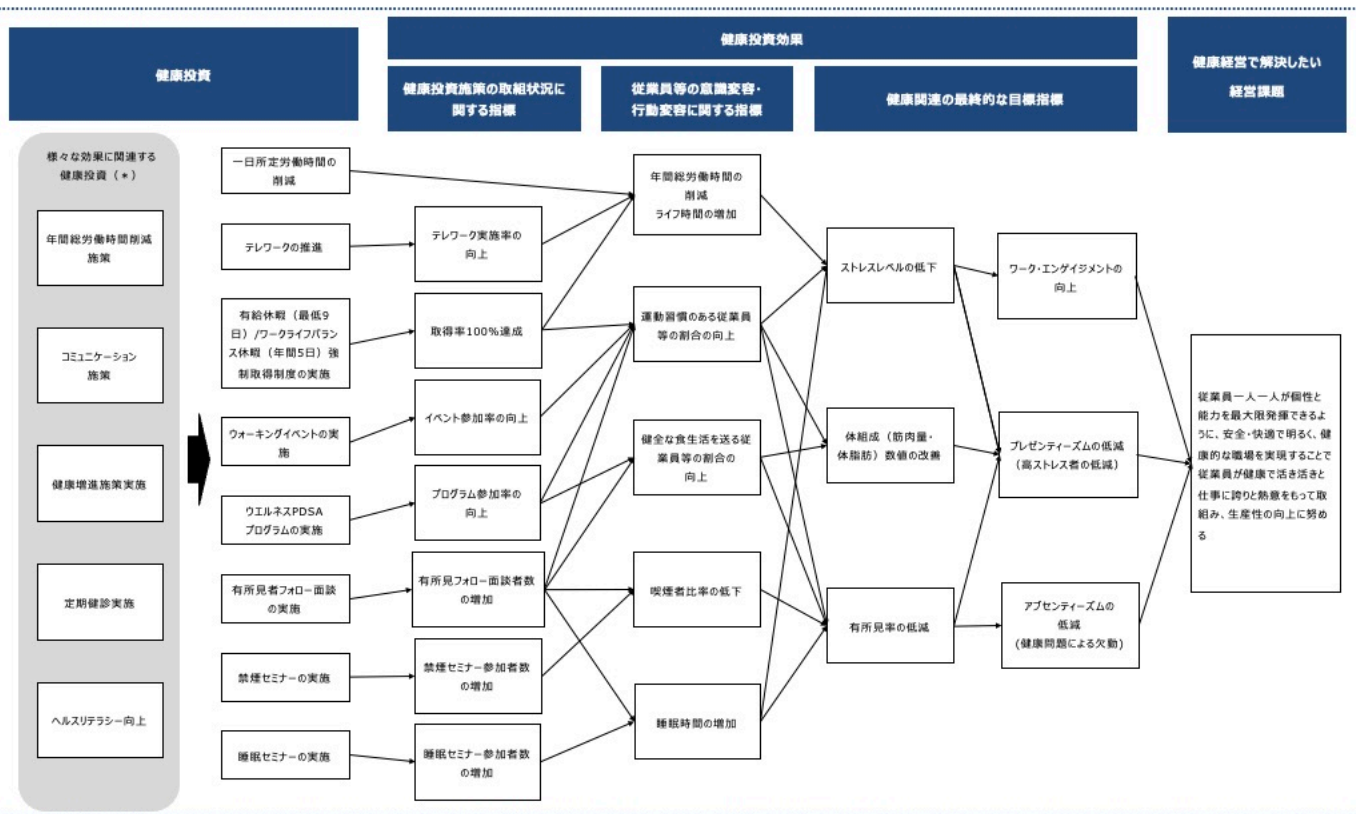 健康投資
健康投資効果
健康投資施策の取組状況に
関する指標
従業員等の意識変容・
行動変容に関する指標
健康関連の最終的な目標指標
健康経営で解決したい
経営課題
様々な効果に関連する
健康投資（＊）
年間総労働時間削減
施策
コミュニケーション
施策
健康増進施策実施
定期健診実施
ヘルスリテラシー向上
一日所定労働時間の
削減
テレワークの推進
有給休暇（最低9
日）/ワークライフバラン
ス休暇（年間5日）強
制取得制度の実施
ウォーキングイベントの実
施
ウエルネスPDSA
プログラムの実施
有所見者フォロー面談
の実施
禁煙セミナーの実施
睡眠セミナーの実施
テレワーク実施率の
向上
取得率100%達成
イベント参加率の向上
プログラム参加率の
向上
有所見フォロー面談者数
の増加
禁煙セミナー参加者数
の増加
睡眠セミナー参加者数
の増加
年間総労働時間の
削減
ライフ時間の増加
運動習慣のある従業員
等の割合の向上
健全な食生活を送る従
業員等の割合の
向上
喫煙者比率の低下
睡眠時間の増加
ストレスレベルの低下
体組成（筋肉量・
体脂肪）数値の改善
有所見率の低減
ワーク・エンゲイジメントの
向上
プレゼンティーズムの低減
（高ストレス者の低減）
アブセンティーズムの
低減
(健康問題による欠勤)
従業員一人一人が個性と
能力を最大限発揮できるよ
うに、安全・快適で明るく、健
康的な職場を実現することで
従業員が健康で活き活きと
仕事に誇りと熱意をもって取
組み、生産性の向上に努め
る